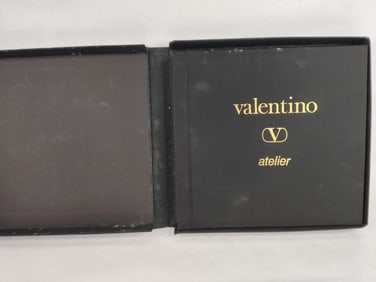 valentino
V
atelier